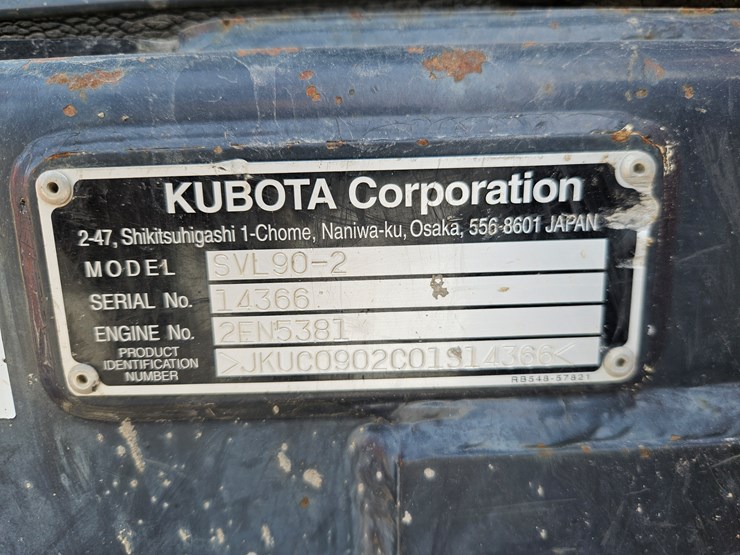 KUBOTA Corporation
2-47, Shikitsuhigashi 1-Chome, Naniwa-ku, Osaka, 556-8601 JAPAN
MODEL SVL90-2
SERIAL No. 14366
ENGINE No. 2EN5381
PRODUCT IDENTIFICATION NUMBER >JKUC0902C01S14366<
RB548-57821